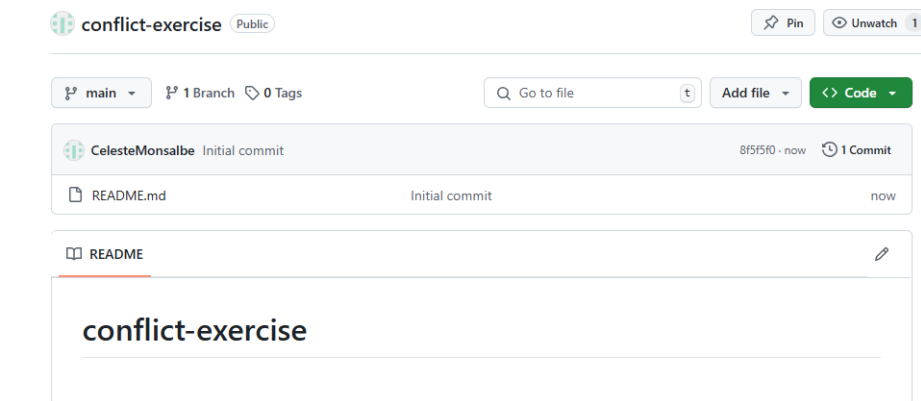 conflict-exercise Public Pin Unwatch 1
main 1 Branch 0 Tags Go to file t Add file <> Code
CelesteMonsalbe Initial commit 8f5f5f0 · now 1 Commit
README.md Initial commit now
README
conflict-exercise